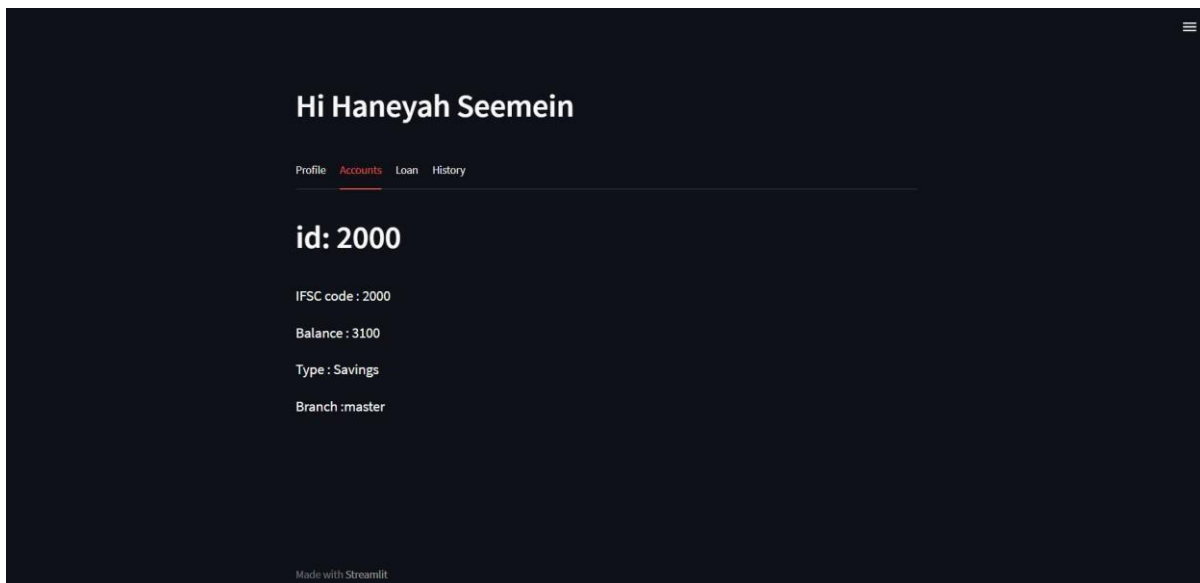 Hi Haneyah Seemein
Profile Accounts Loan History
id: 2000
IFSC code : 2000
Balance : 3100
Type : Savings
Branch :master
Made with Streamlit